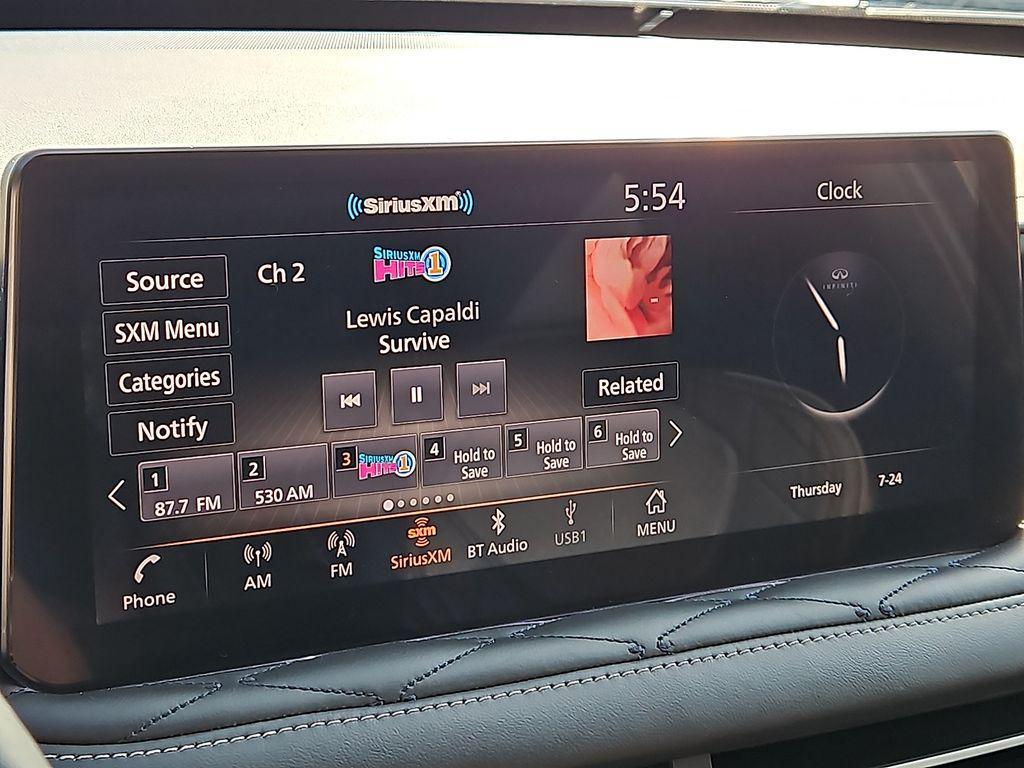 SiriusXM
5:54
Clock
Source
Ch 2
SIRIUSXM
HITS 1
INFINITI
SXM Menu
Lewis Capaldi
Survive
Categories
Related
Notify
1
87.7 FM
2
530 AM
3
SIRIUSXM
HITS 1
4
Hold to
Save
5
Hold to
Save
6
Hold to
Save
Thursday
7-24
Phone
AM
FM
sxm
SiriusXM
BT Audio
USB1
MENU